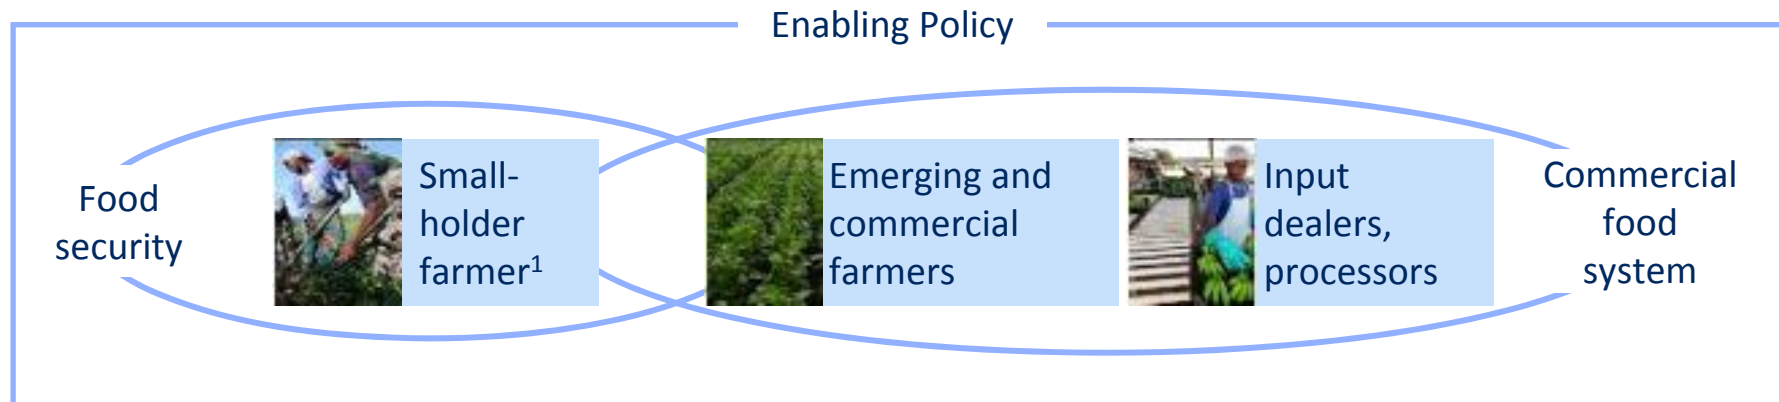 Enabling Policy
Food
security
Small-
holder
farmer1
Emerging and
commercial
farmers
Input
dealers,
processors
Commercial
food
system